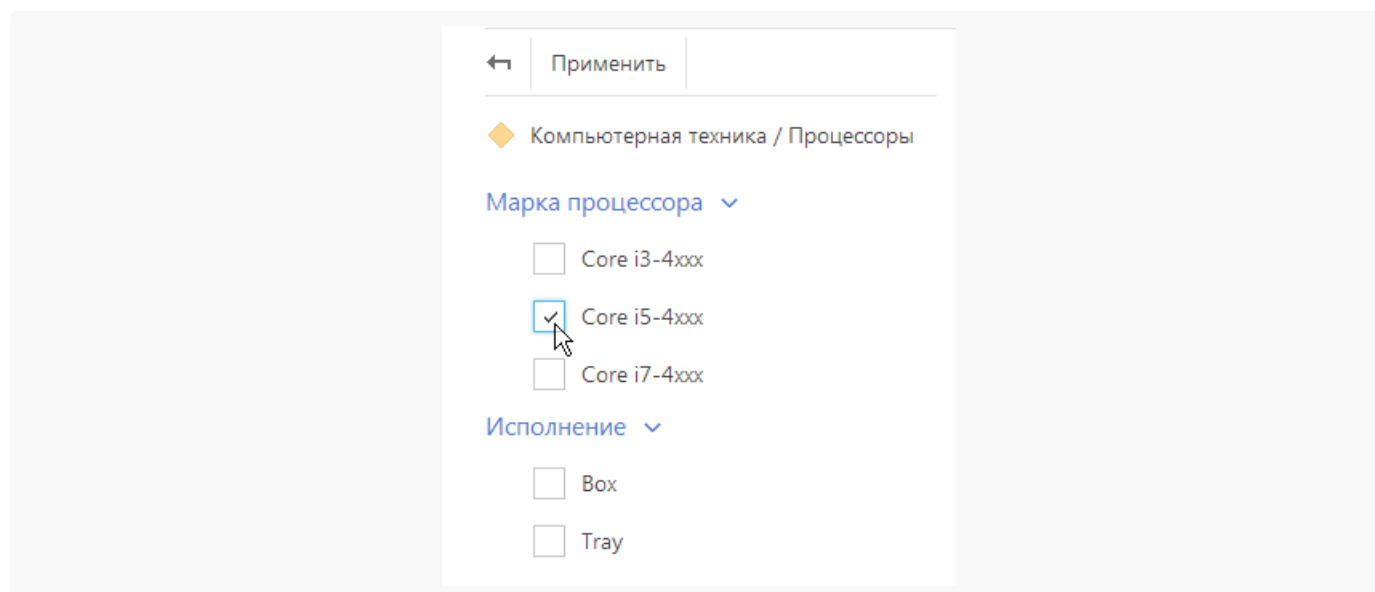 Применить
Компьютерная техника / Процессоры
Марка процессора
Core i3-4xxx
Core i5-4xxx
Core i7-4xxx
Исполнение
Box
Tray